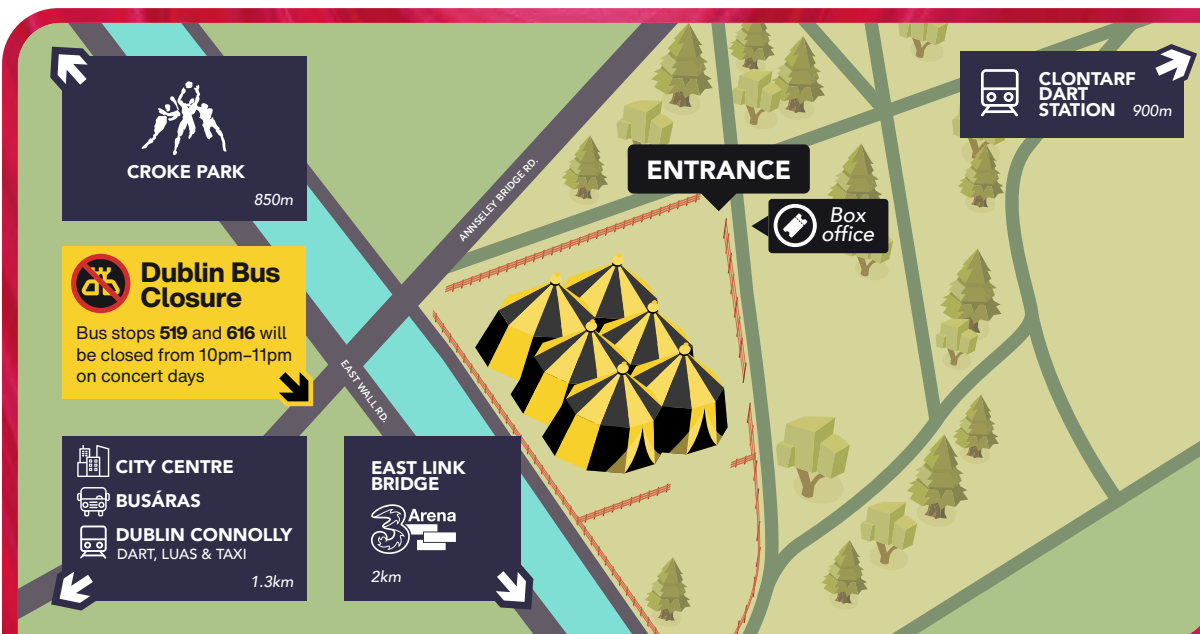 CROKE PARK
850m
Dublin Bus
Closure
Bus stops 519 and 616 will
be closed from 10pm–11pm
on concert days
CITY CENTRE
BUSÁRAS
DUBLIN CONNOLLY
DART, LUAS & TAXI
1.3km
EAST LINK
BRIDGE
3Arena
2km
ANNSELEY BRIDGE RD.
EAST WALL RD.
ENTRANCE
Box
office
CLONTARF
DART
STATION 900m